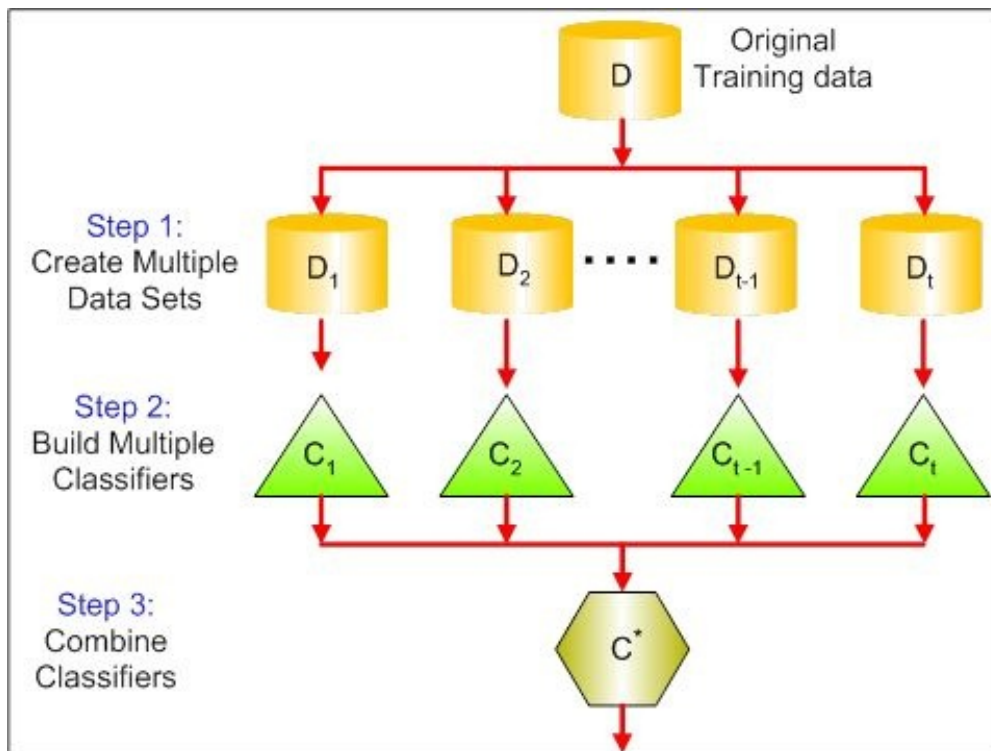 D
Original
Training data
Step 1:
Create Multiple
Data Sets
D₁
D₂
....
Dₜ₋₁
Dₜ
Step 2:
Build Multiple
Classifiers
C₁
C₂
Cₜ₋₁
Cₜ
Step 3:
Combine
Classifiers
C*